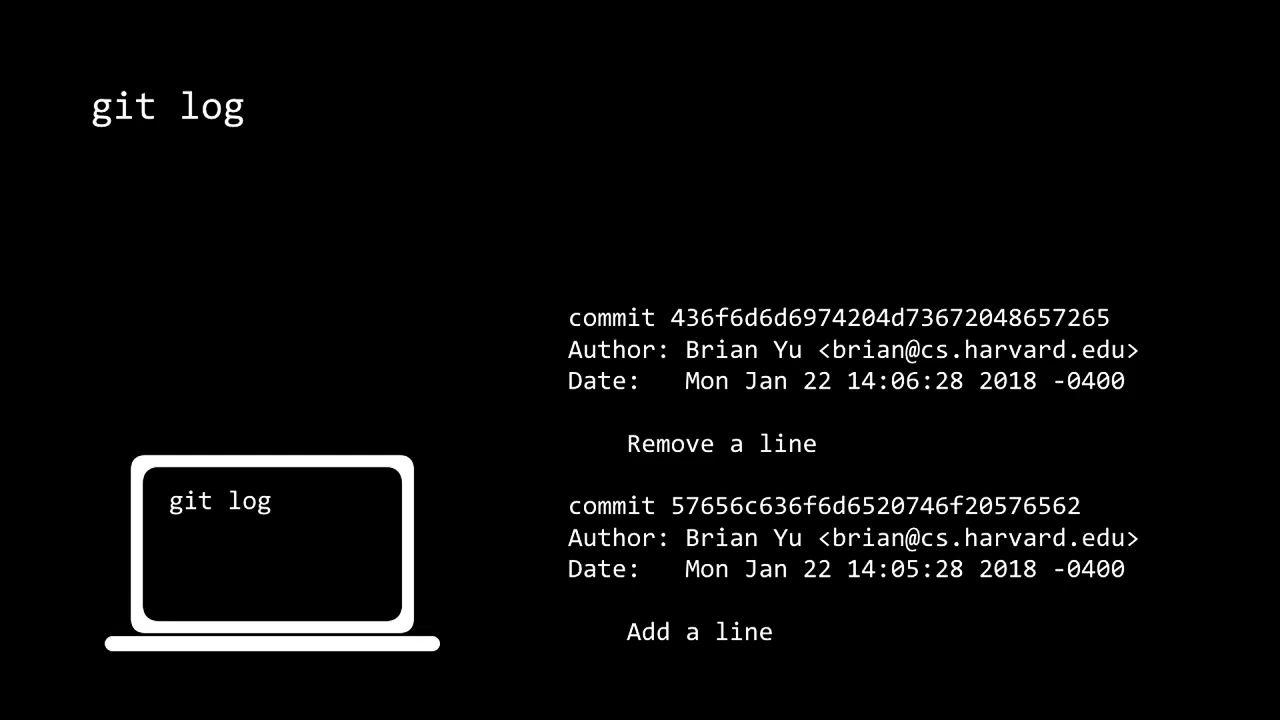 git log
commit 436f6d6d6974204d73672048657265
Author: Brian Yu <brian@cs.harvard.edu>
Date:   Mon Jan 22 14:06:28 2018 -0400
Remove a line
commit 57656c636f6d6520746f20576562
Author: Brian Yu <brian@cs.harvard.edu>
Date:   Mon Jan 22 14:05:28 2018 -0400
Add a line
git log